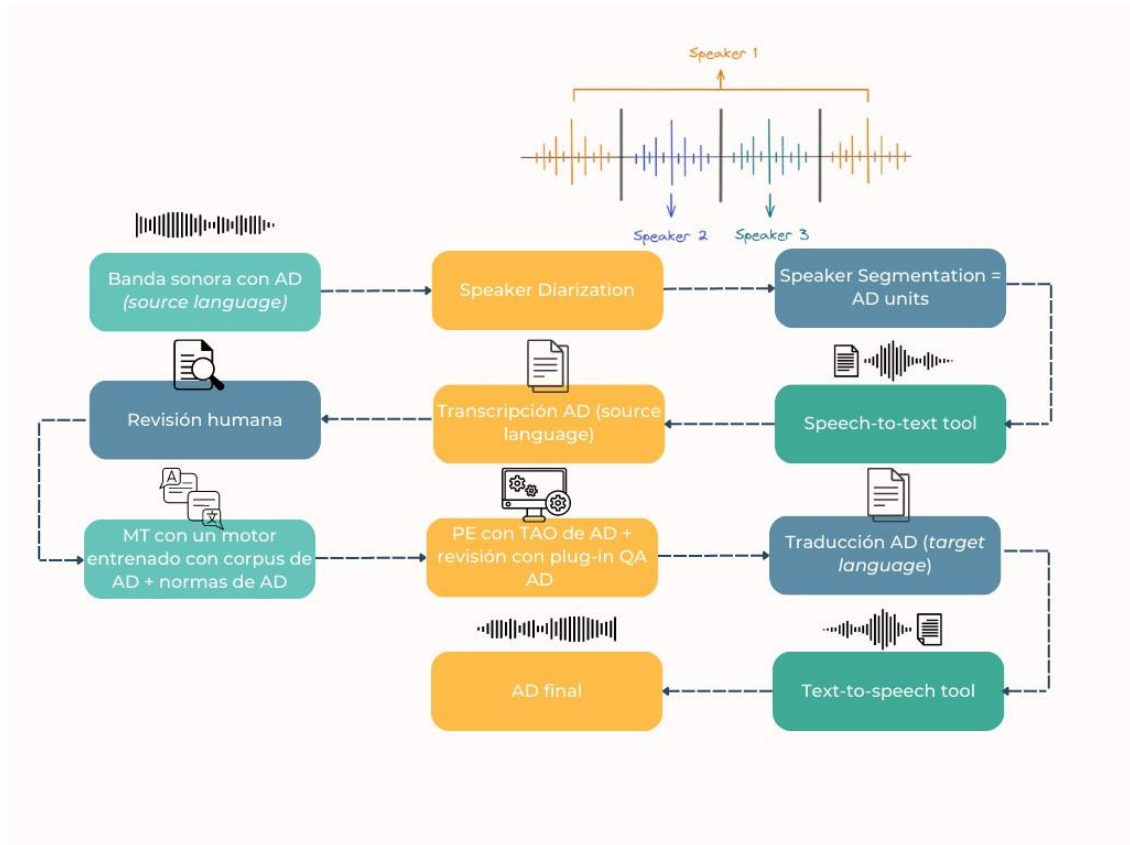 Speaker 1
Speaker 2
Speaker 3
Banda sonora con AD
(source language)
Speaker Diarization
Speaker Segmentation =
AD units
Revisión humana
Transcripción AD (source
language)
Speech-to-text tool
A
文
MT con un motor
entrenado con corpus de
AD + normas de AD
PE con TAO de AD +
revisión con plug-in QA
AD
Traducción AD (target
language)
AD final
Text-to-speech tool